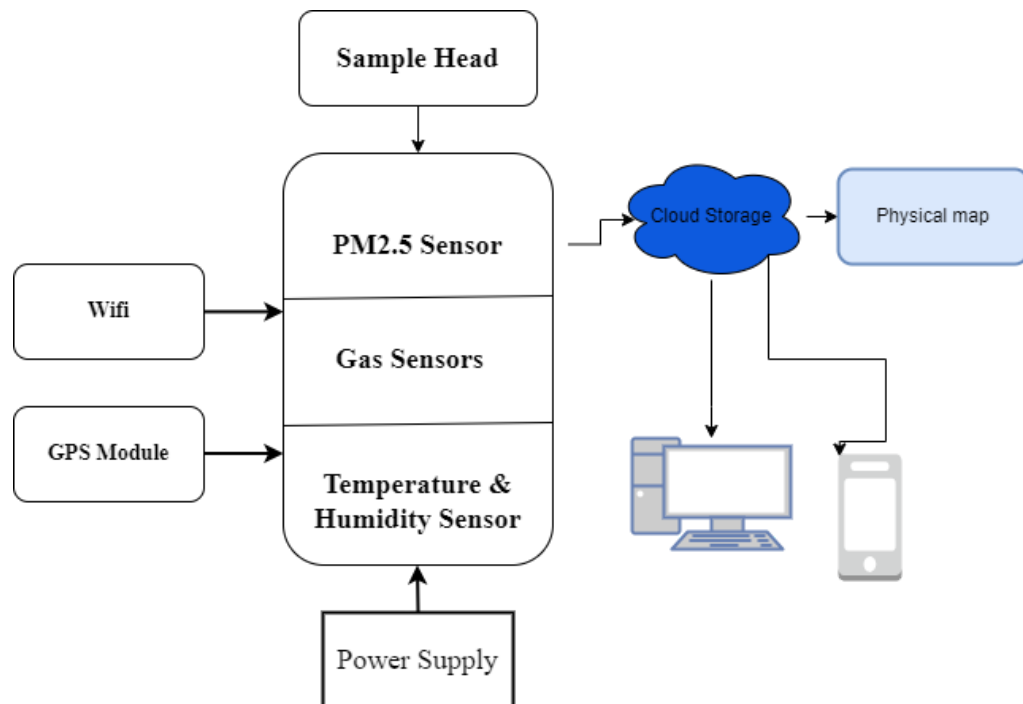 Sample Head
PM2.5 Sensor
Cloud Storage
Physical map
Wifi
Gas Sensors
GPS Module
Temperature &
Humidity Sensor
Power Supply